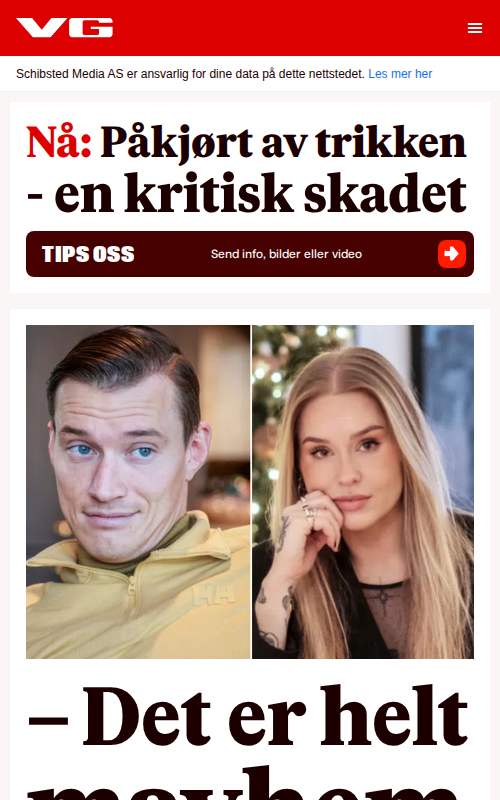 VG
Schibsted Media AS er ansvarlig for dine data på dette nettstedet. Les mer her
Nå: Påkjørt av trikken
- en kritisk skadet
TIPS OSS Send info, bilder eller video
HH
– Det er helt
mayhem